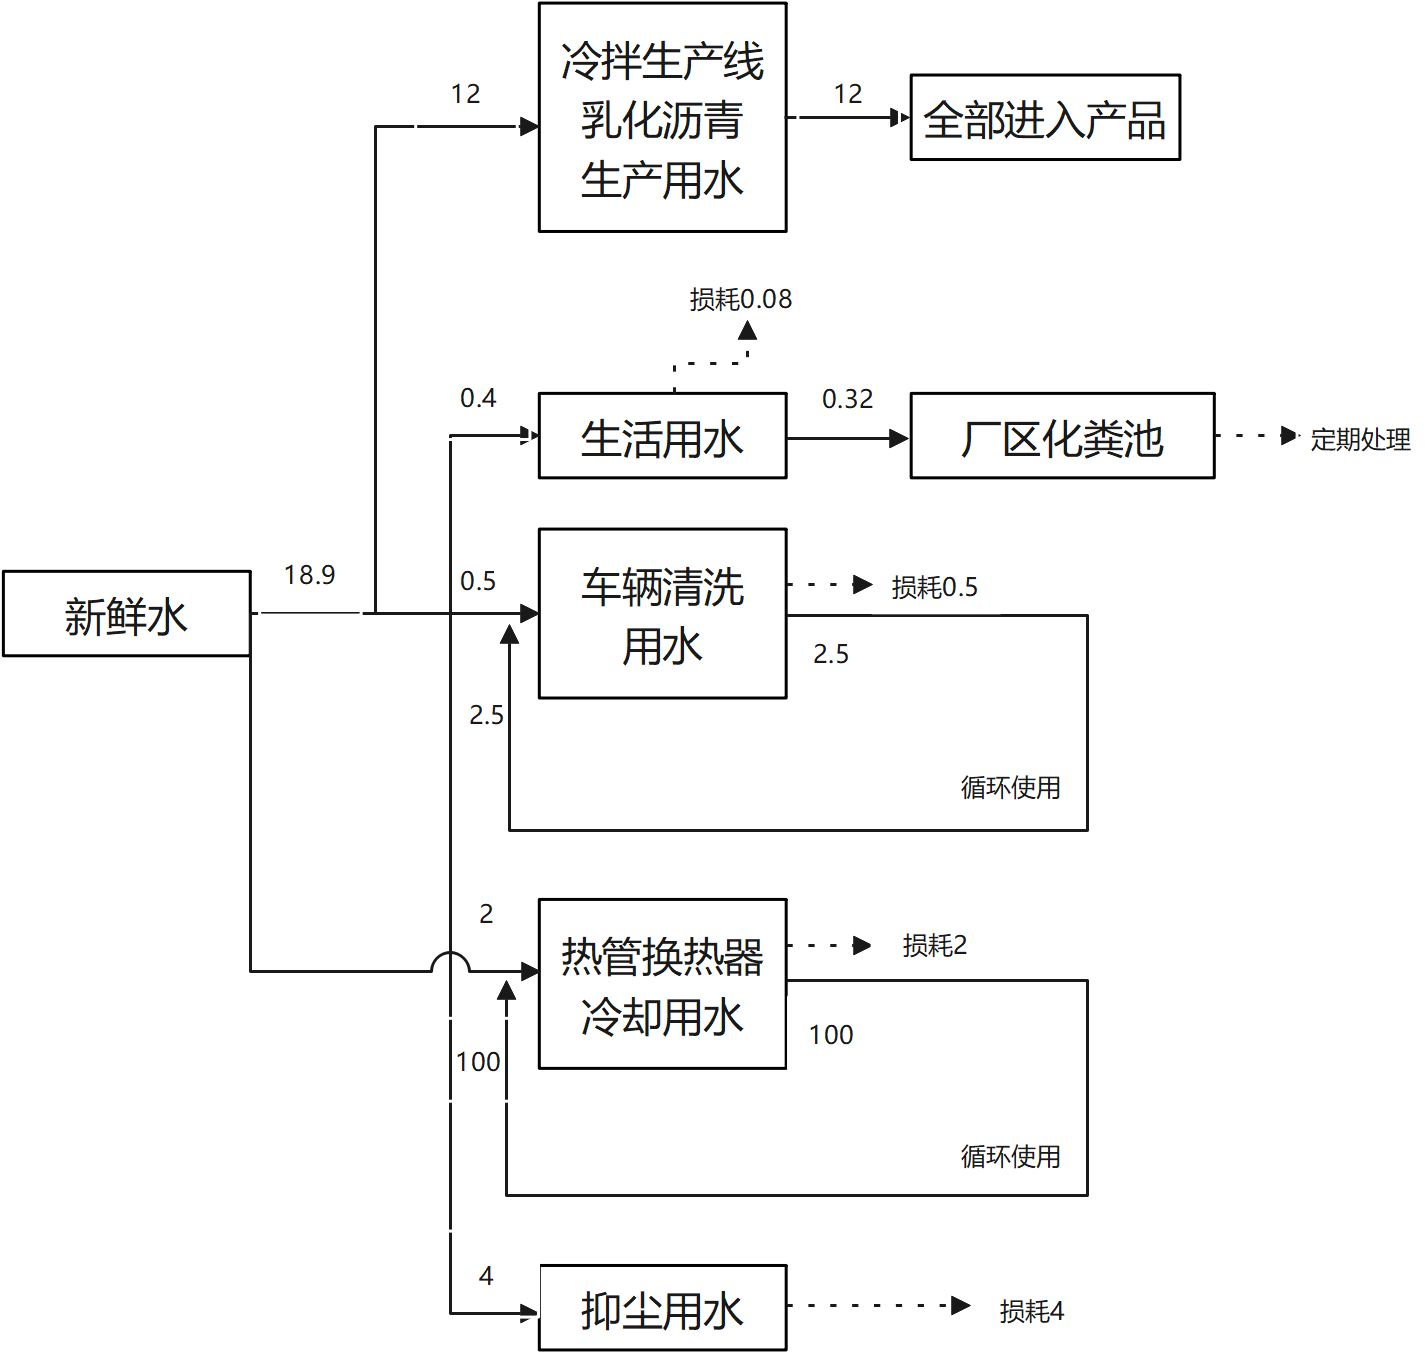 冷拌生产线
乳化沥青
生产用水
12
12
全部进入产品
损耗0.08
0.4
生活用水
0.32
厂区化粪池
定期处理
新鲜水
18.9
0.5
车辆清洗
用水
损耗0.5
2.5
2.5
循环使用
2
热管换热器
冷却用水
损耗2
100
100
循环使用
4
抑尘用水
损耗4